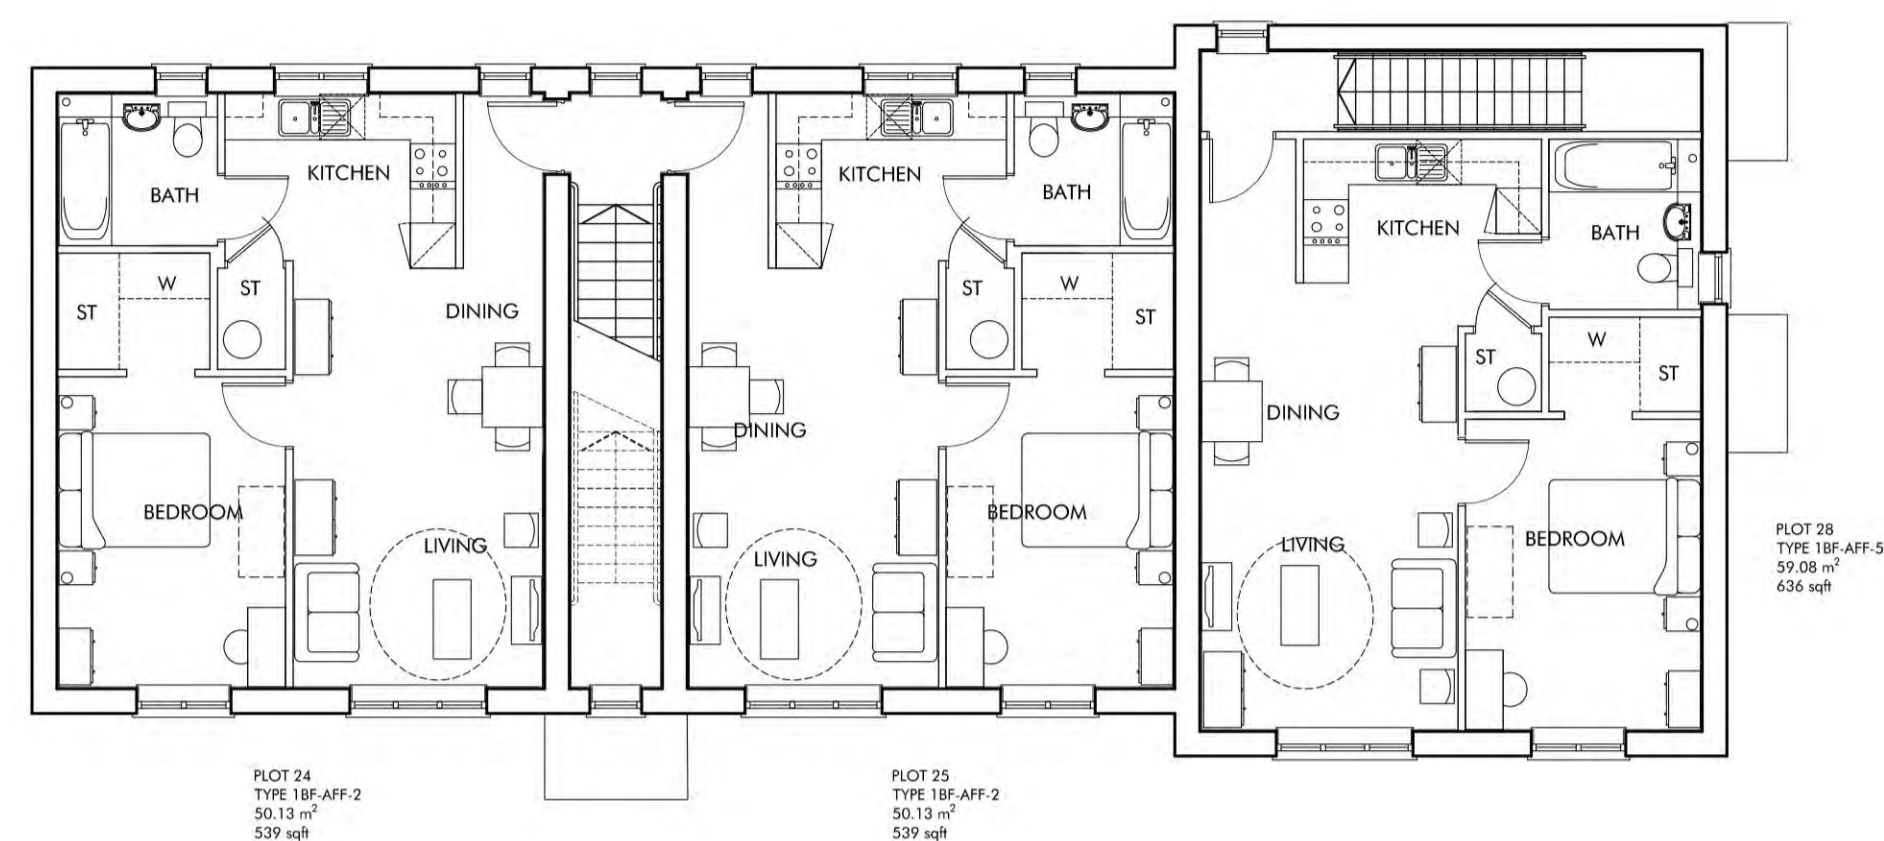 KITCHEN
BATH
ST
W
ST
DINING
BEDROOM
LIVING
KITCHEN
BATH
ST
W
ST
DINING
BEDROOM
LIVING
KITCHEN
BATH
ST
W
ST
DINING
LIVING
BEDROOM
PLOT 24
TYPE 1BF-AFF-2
50.13 m²
539 sqft
PLOT 25
TYPE 1BF-AFF-2
50.13 m²
539 sqft
PLOT 28
TYPE 1BF-AFF-5
59.08 m²
636 sqft